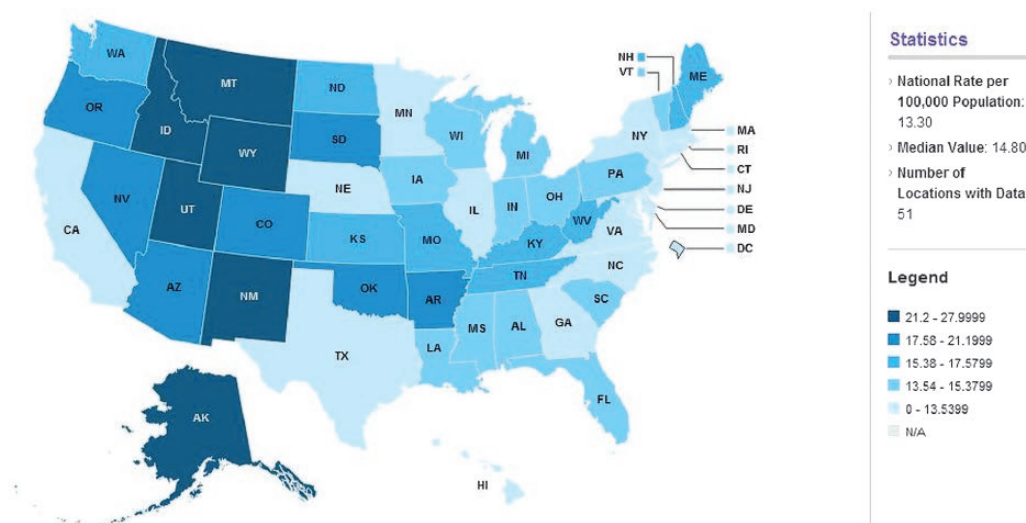 WA
MT
ND
MN
OR
ID
SD
WI
MI
NY
NH
VT
ME
MA
RI
CT
NJ
DE
MD
DC
WY
IA
PA
NE
NV
UT
CO
IL
IN
OH
WV
VA
CA
KS
MO
KY
NC
TN
AZ
NM
OK
AR
SC
MS
AL
GA
TX
LA
FL
AK
HI
Statistics
› National Rate per
100,000 Population:
13.30
› Median Value: 14.80
› Number of
Locations with Data
51
Legend
21.2 - 27.9999
17.58 - 21.1999
15.38 - 17.5799
13.54 - 15.3799
0 - 13.5399
N/A